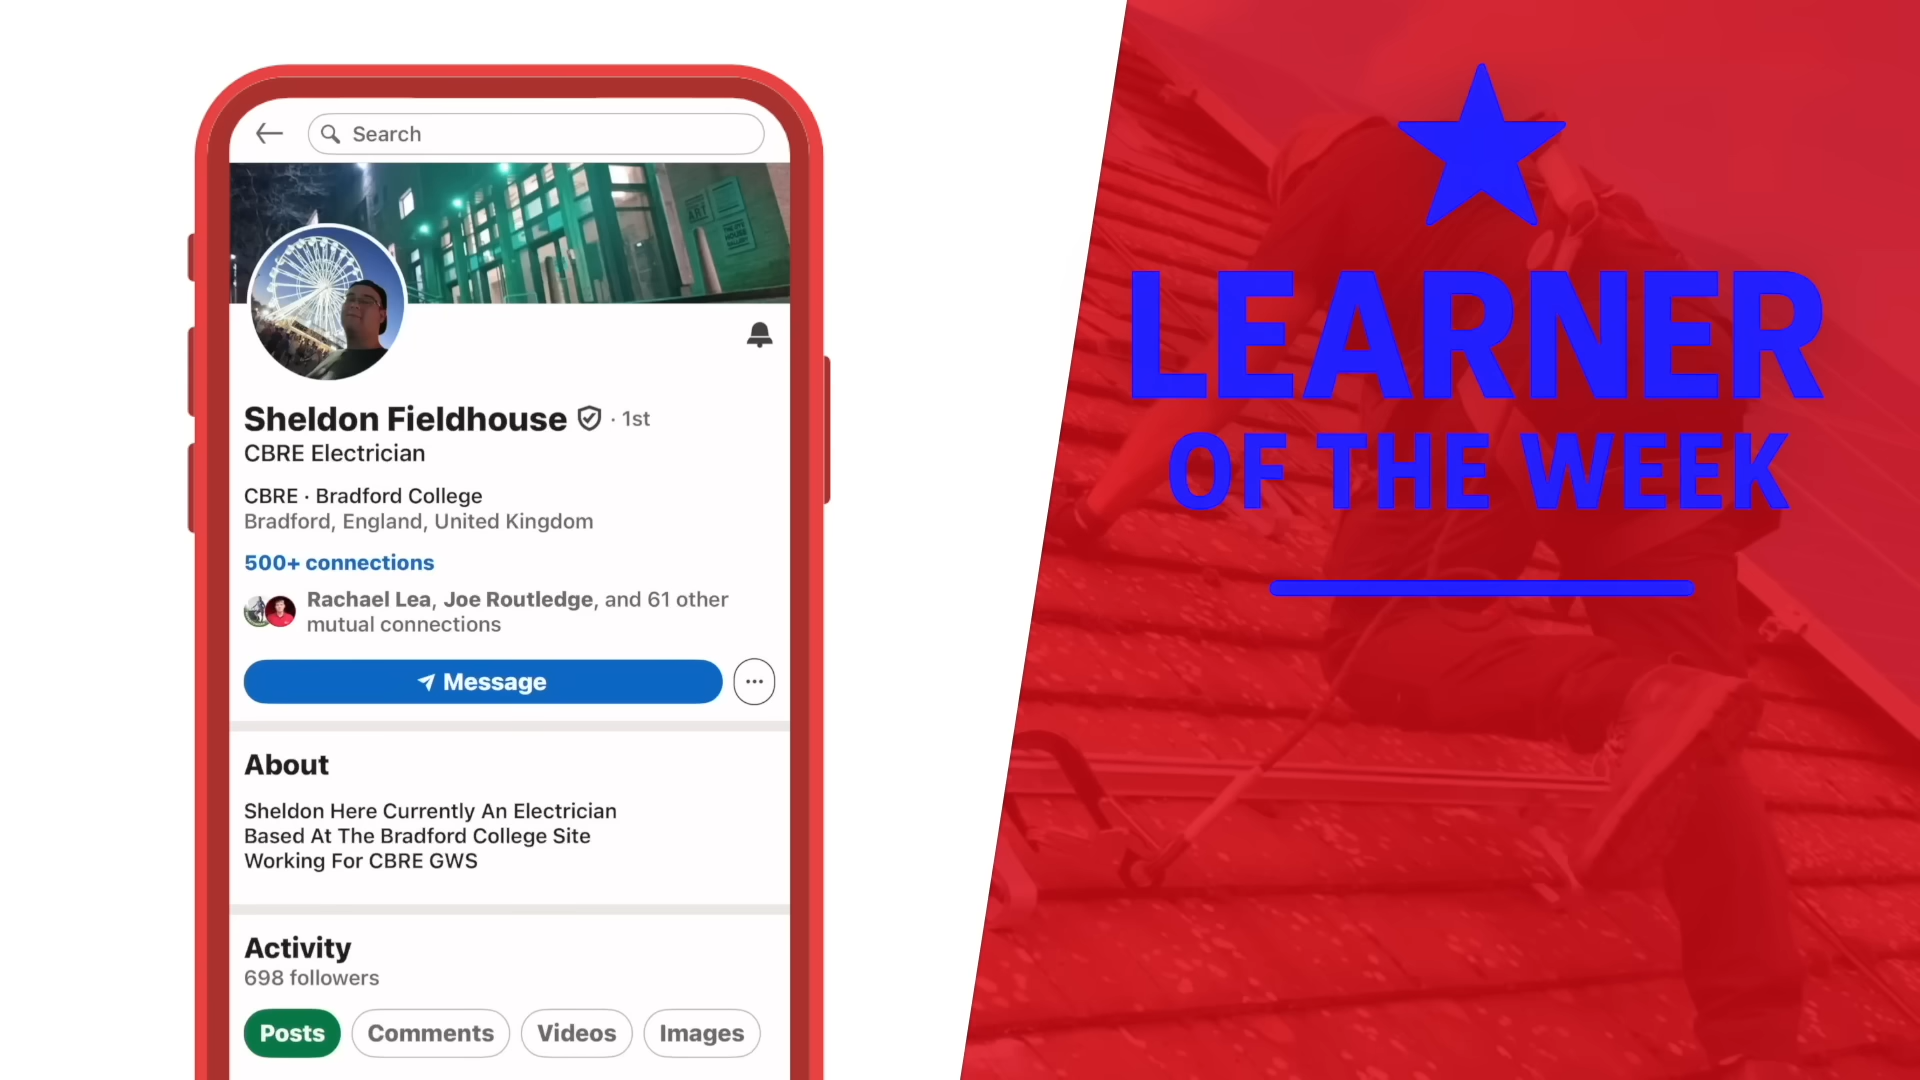 Search
ART
Sheldon Fieldhouse · 1st
CBRE Electrician
CBRE · Bradford College
Bradford, England, United Kingdom
500+ connections
Rachael Lea, Joe Routledge, and 61 other
mutual connections
Message
About
Sheldon Here Currently An Electrician
Based At The Bradford College Site
Working For CBRE GWS
Activity
698 followers
Posts
Comments
Videos
Images
LEARNER
OF THE WEEK